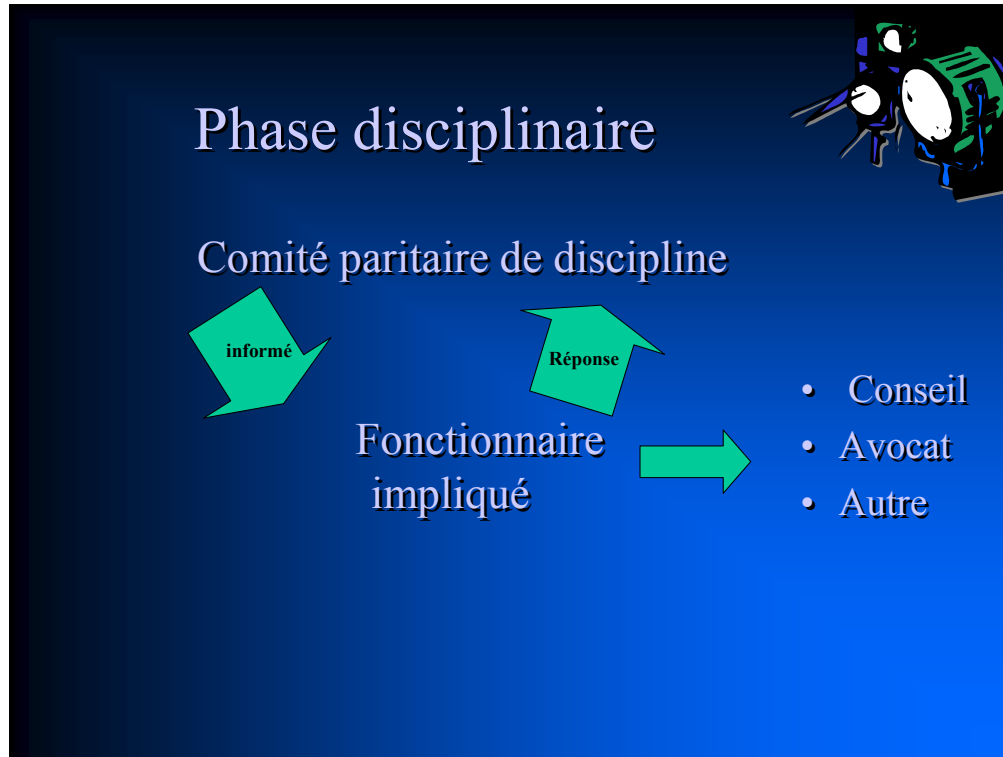 Phase disciplinaire
Comité paritaire de discipline
informé
Réponse
Fonctionnaire
impliqué
• Conseil
• Avocat
• Autre